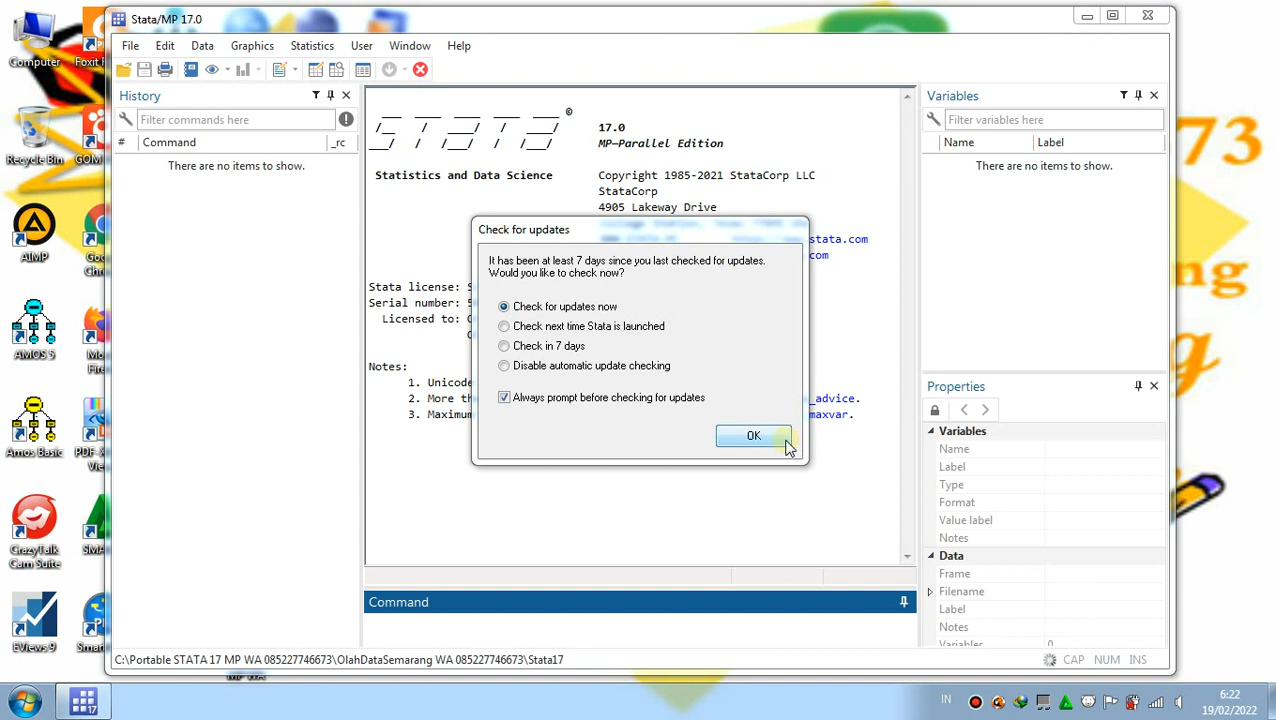 Stata/MP 17.0
File Edit Data Graphics Statistics User Window Help
History
Filter commands here
# Command _rc
There are no items to show.
17.0
MP—Parallel Edition
Statistics and Data Science
Copyright 1985-2021 StataCorp LLC
StataCorp
4905 Lakeway Drive
stata.com
com
Stata license:
Serial number:
Licensed to:
Notes:
1. Unicode
2. More
_advice.
3.
maxvar.
Check for updates
It has been at least 7 days since you last checked for updates.
Would you like to check now?
Check for updates now
Check next time Stata is launched
Check in 7 days
Disable automatic update checking
Always prompt before checking for updates
OK
Command
Variables
Filter variables here
Name Label
There are no items to show.
Properties
Variables
Name
Label
Type
Format
Value label
Notes
Data
Frame
Filename
Label
Notes
Variables 0
C:\Portable STATA 17 MP WA 085227746673\OlahDataSemarang WA 085227746673\Stata17
CAP NUM INS
Computer
Foxit
Recycle Bin
GOM
AIMP
AMOS 5
Amos Basic
CrazyTalk
Cam Suite
EViews 9
73
ng
IN
6:22
19/02/2022